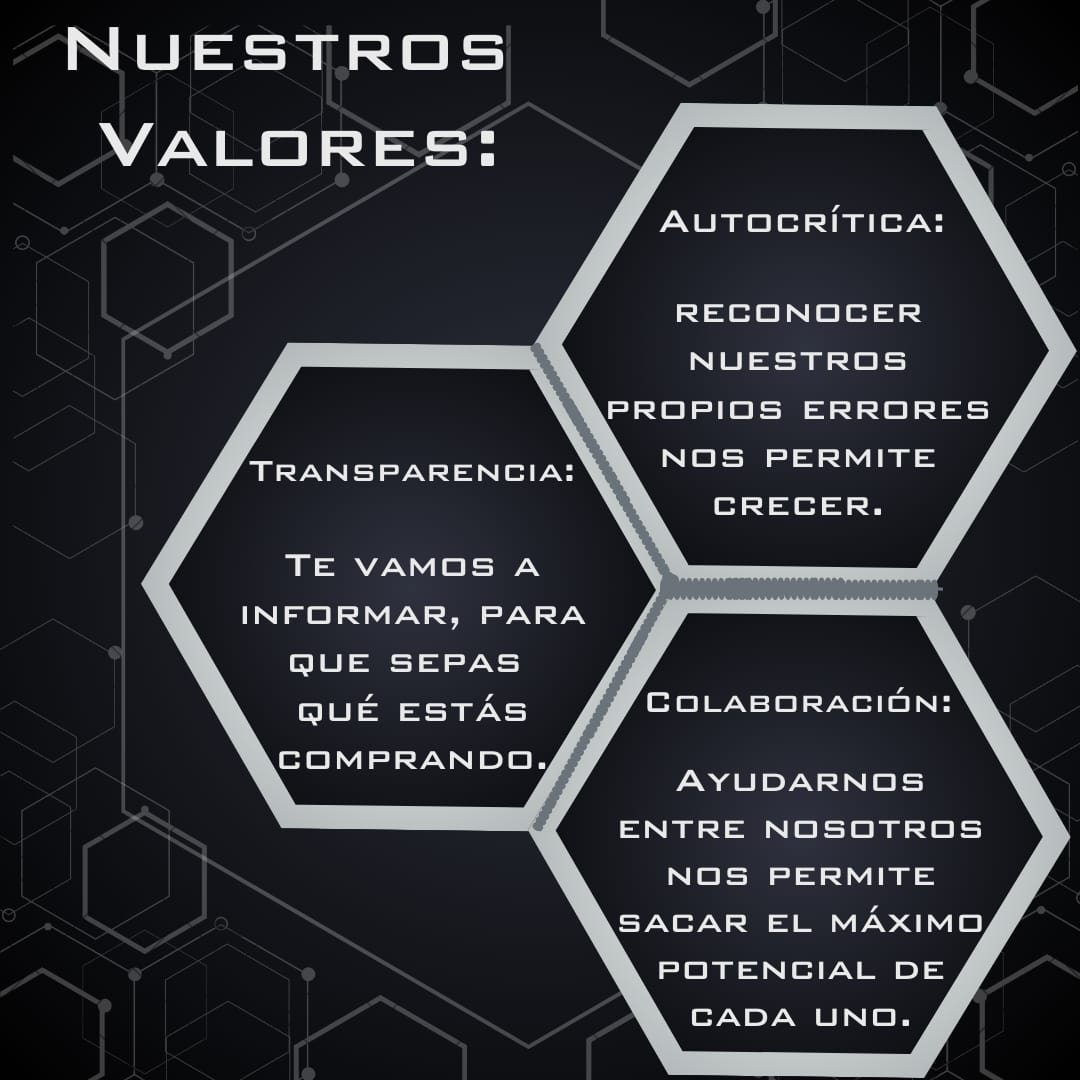 Nuestros
Valores:
Autocrítica:
reconocer
nuestros
propios errores
nos permite
crecer.
Transparencia:
Te vamos a
informar, para
que sepas
qué estás
comprando.
Colaboración:
Ayudarnos
entre nosotros
nos permite
sacar el máximo
potencial de
cada uno.